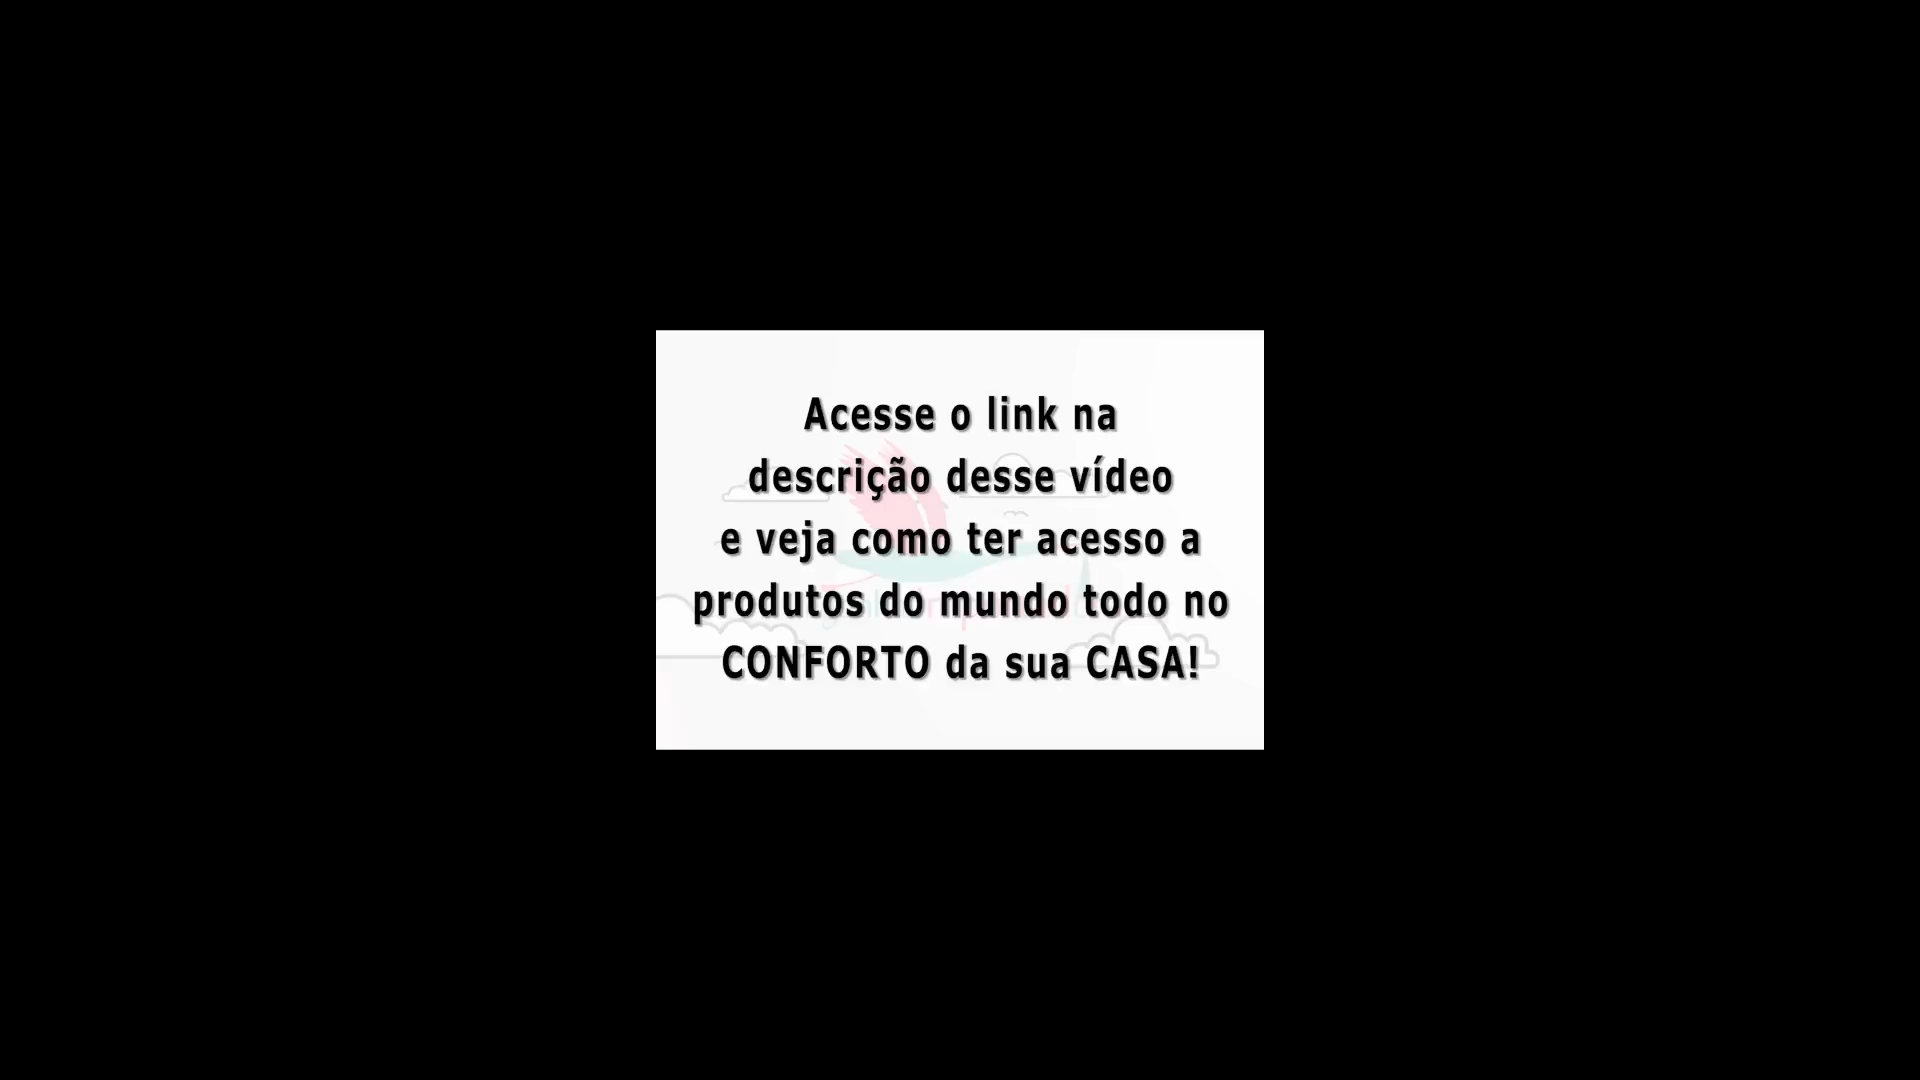 Acesse o link na
descrição desse vídeo
e veja como ter acesso a
produtos do mundo todo no
CONFORTO da sua CASA!